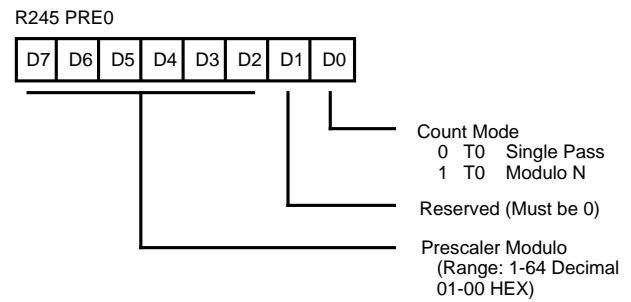 R245 PRE0
D7 D6 D5 D4 D3 D2 D1 D0
Count Mode
0 T0 Single Pass
1 T0 Modulo N
Reserved (Must be 0)
Prescaler Modulo
(Range: 1-64 Decimal
01-00 HEX)